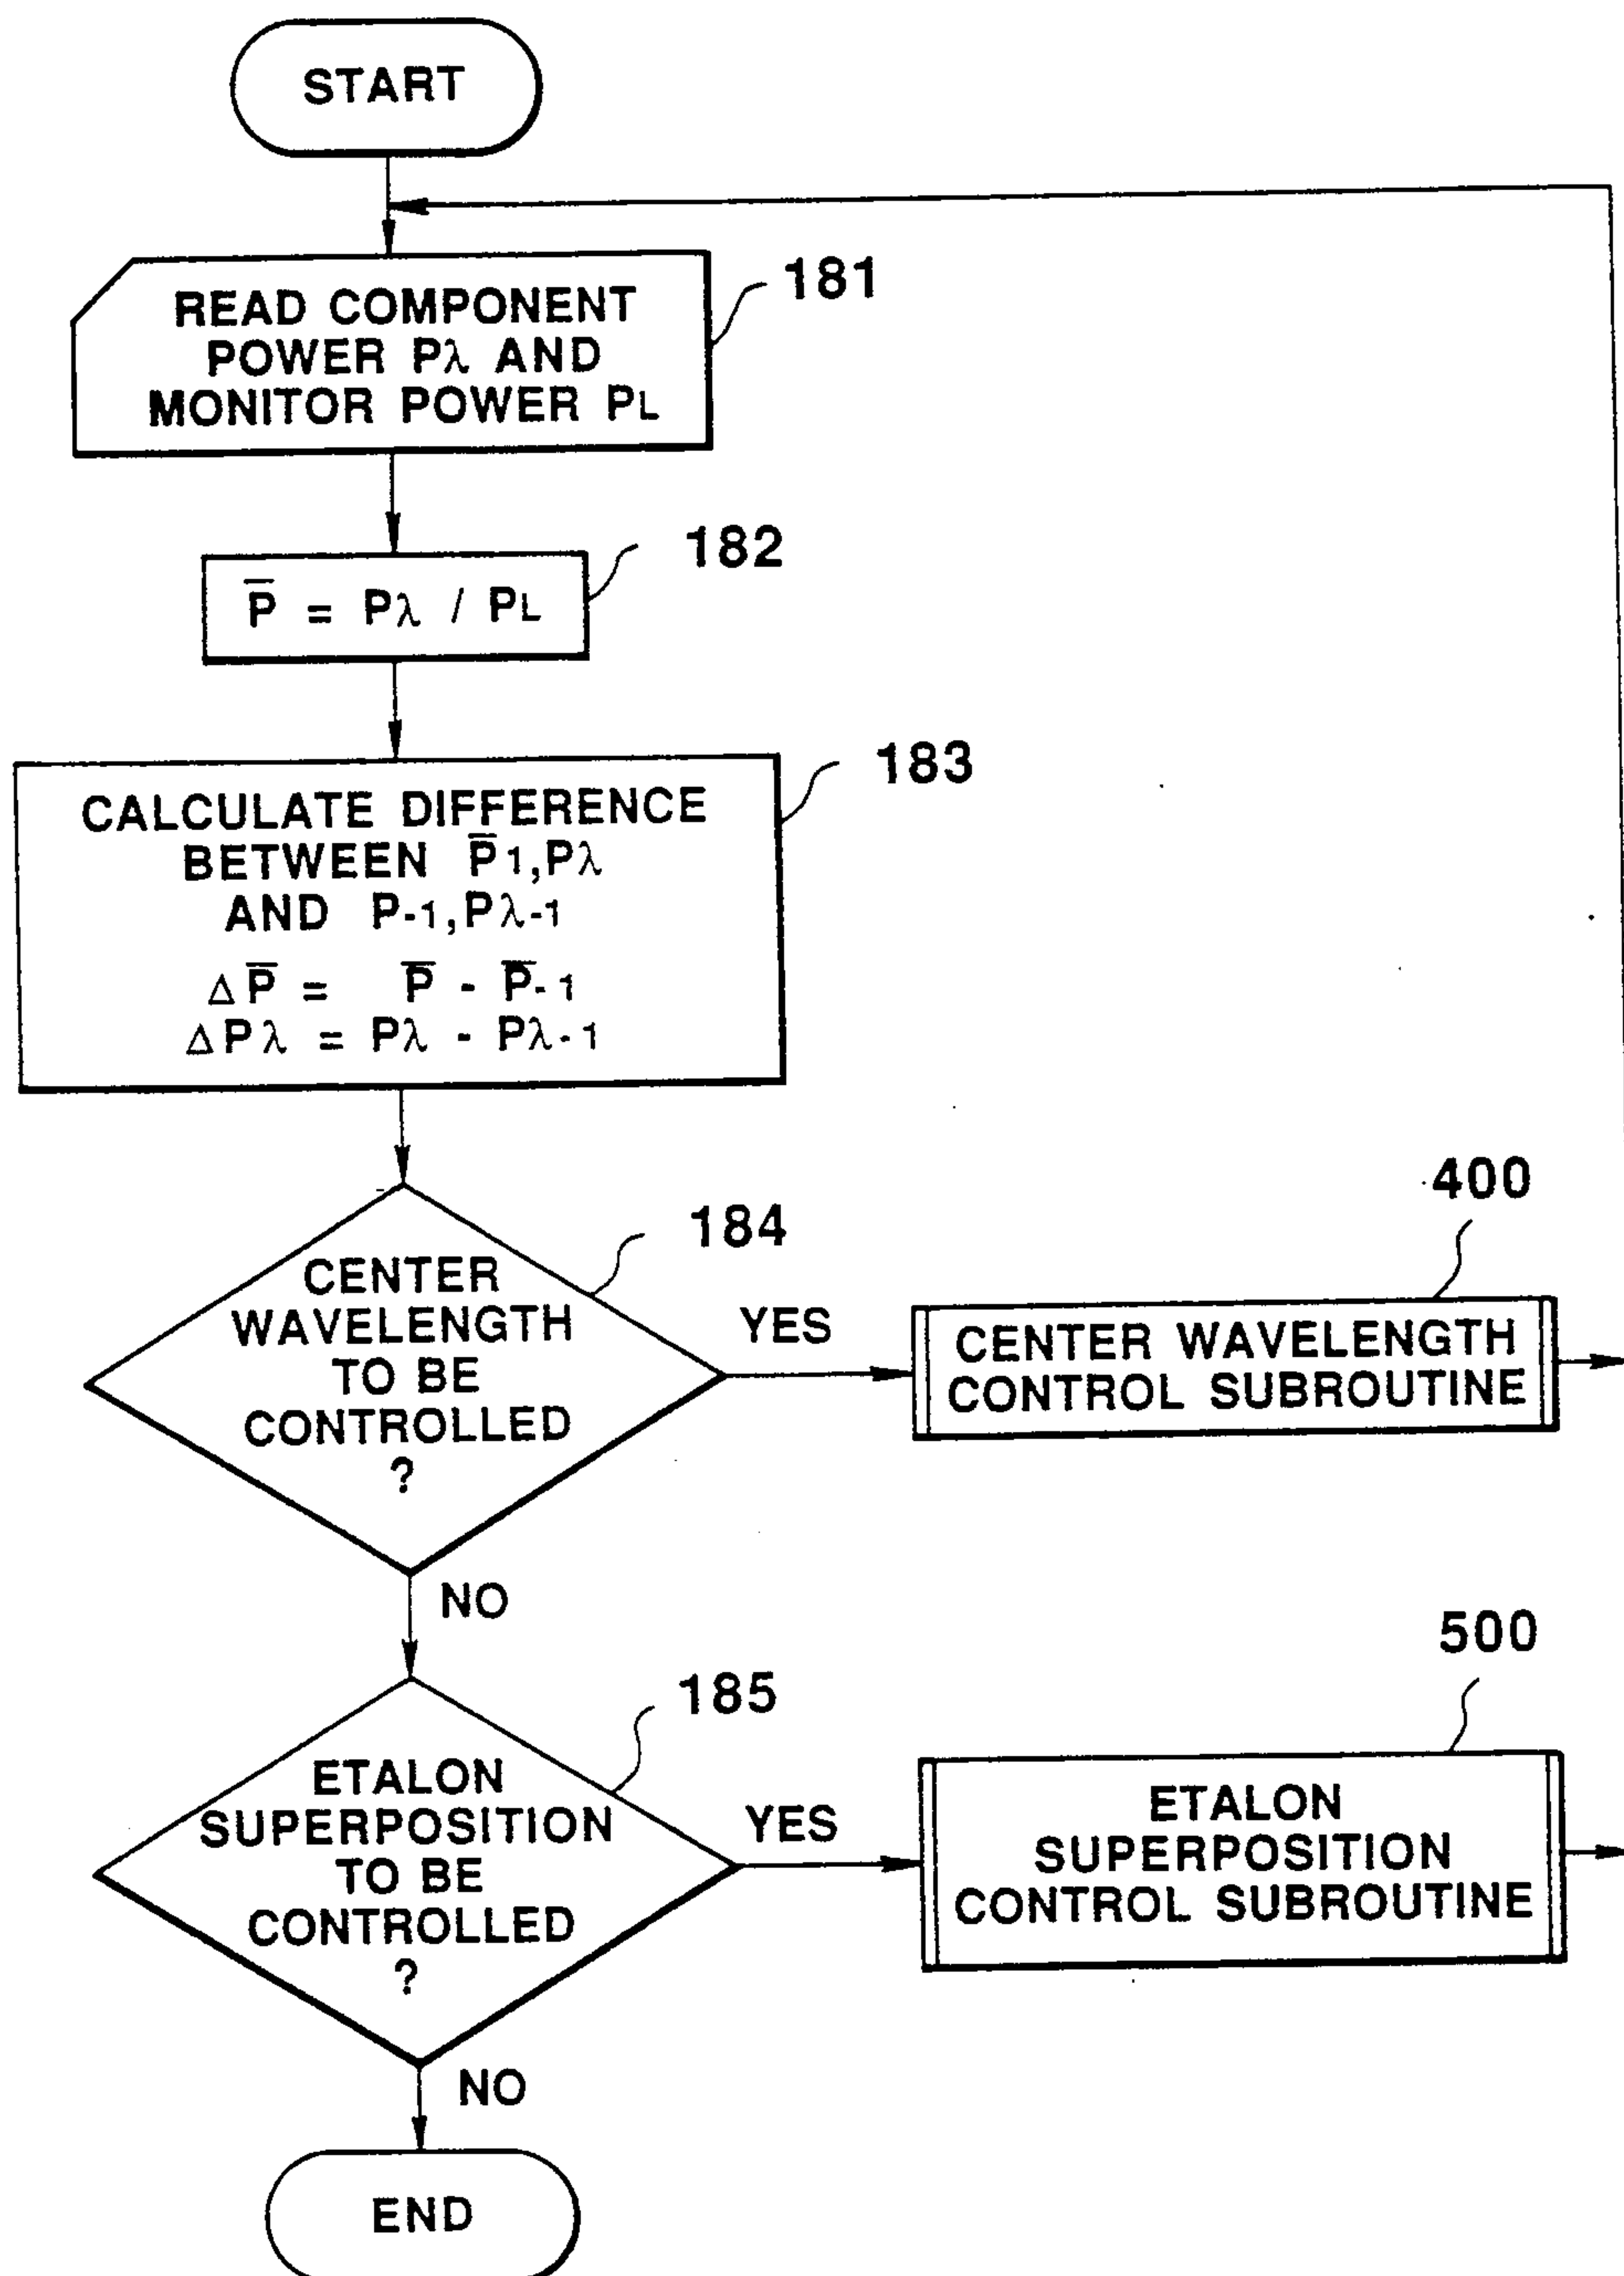 START
READ COMPONENT
POWER Pλ AND
MONITOR POWER PL
181
P̅ = Pλ / PL
182
CALCULATE DIFFERENCE
BETWEEN P̅1,Pλ
AND P-1,Pλ-1
ΔP̅ = P̅ - P̅-1
ΔPλ = Pλ - Pλ-1
183
CENTER
WAVELENGTH
TO BE
CONTROLLED
?
184
YES
400
CENTER WAVELENGTH
CONTROL SUBROUTINE
NO
ETALON
SUPERPOSITION
TO BE
CONTROLLED
?
185
YES
500
ETALON
SUPERPOSITION
CONTROL SUBROUTINE
NO
END